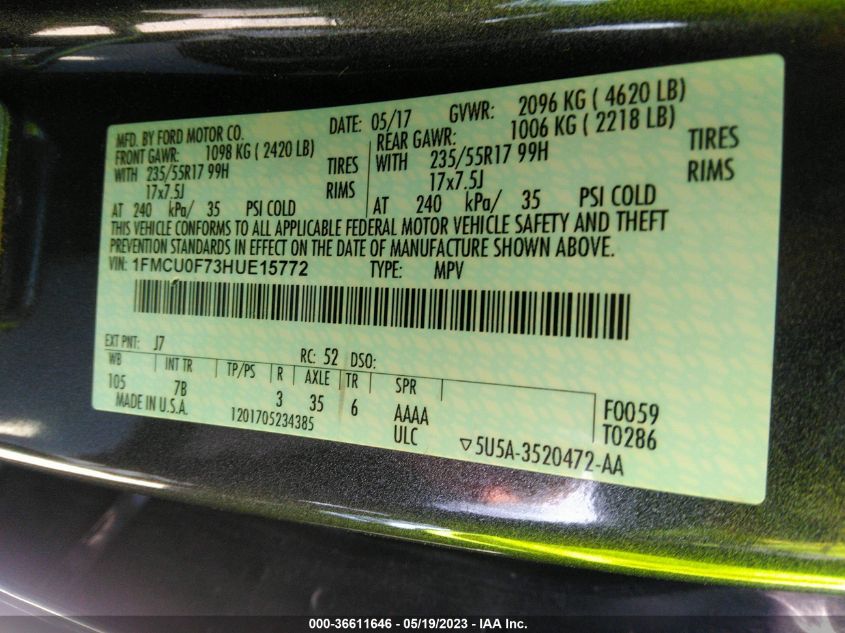 MFD. BY FORD MOTOR CO.
DATE: 05/17 GVWR: 2096 KG ( 4620 LB)
FRONT GAWR: 1098 KG ( 2420 LB)
WITH 235/55R17 99H TIRES
17x7.5J RIMS
AT 240 kPa/ 35 PSI COLD
REAR GAWR: 1006 KG ( 2218 LB)
WITH 235/55R17 99H TIRES
17x7.5J RIMS
AT 240 kPa/ 35 PSI COLD
THIS VEHICLE CONFORMS TO ALL APPLICABLE FEDERAL MOTOR VEHICLE SAFETY AND THEFT
PREVENTION STANDARDS IN EFFECT ON THE DATE OF MANUFACTURE SHOWN ABOVE.
VIN: 1FMCU0F73HUE15772 TYPE: MPV
EXT PNT: J7 RC: 52 DSO:
WB INT TR TP/PS R AXLE TR SPR
105 7B 3 35 6 AAAA F0059
MADE IN U.S.A. 1201705234385 ULC T0286
▽5U5A-3520472-AA
000-36611646 - 05/19/2023 - IAA Inc.